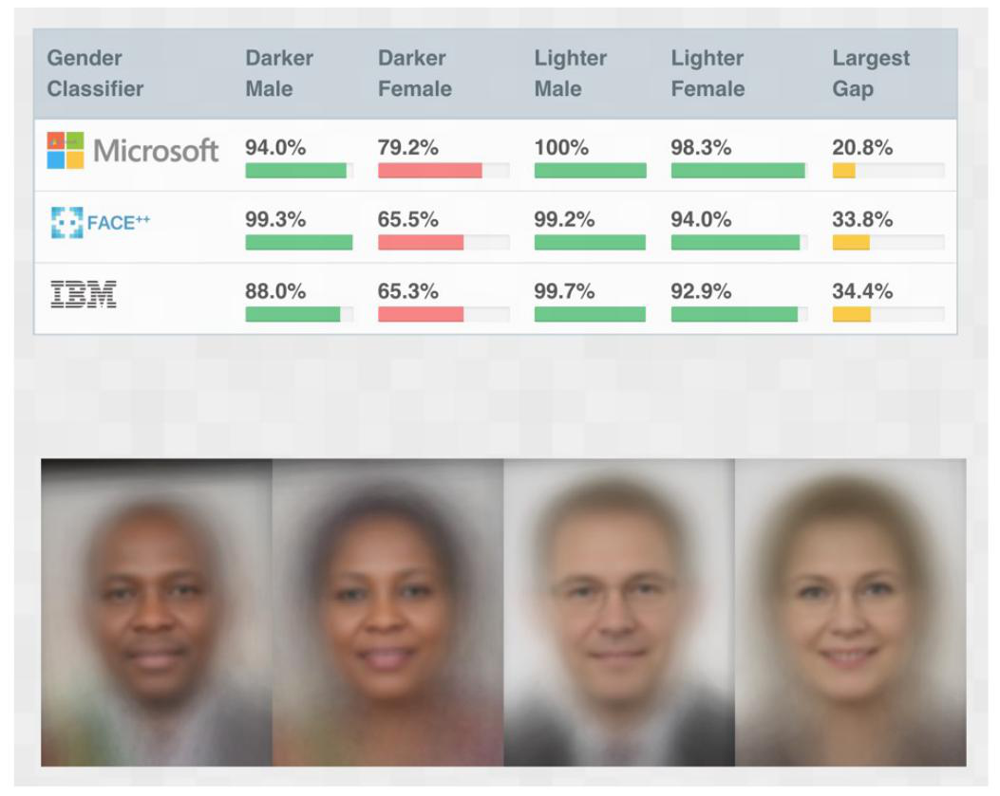 Gender Classifier Darker Male Darker Female Lighter Male Lighter Female Largest Gap
Microsoft 94.0% 79.2% 100% 98.3% 20.8%
FACE++ 99.3% 65.5% 99.2% 94.0% 33.8%
IBM 88.0% 65.3% 99.7% 92.9% 34.4%